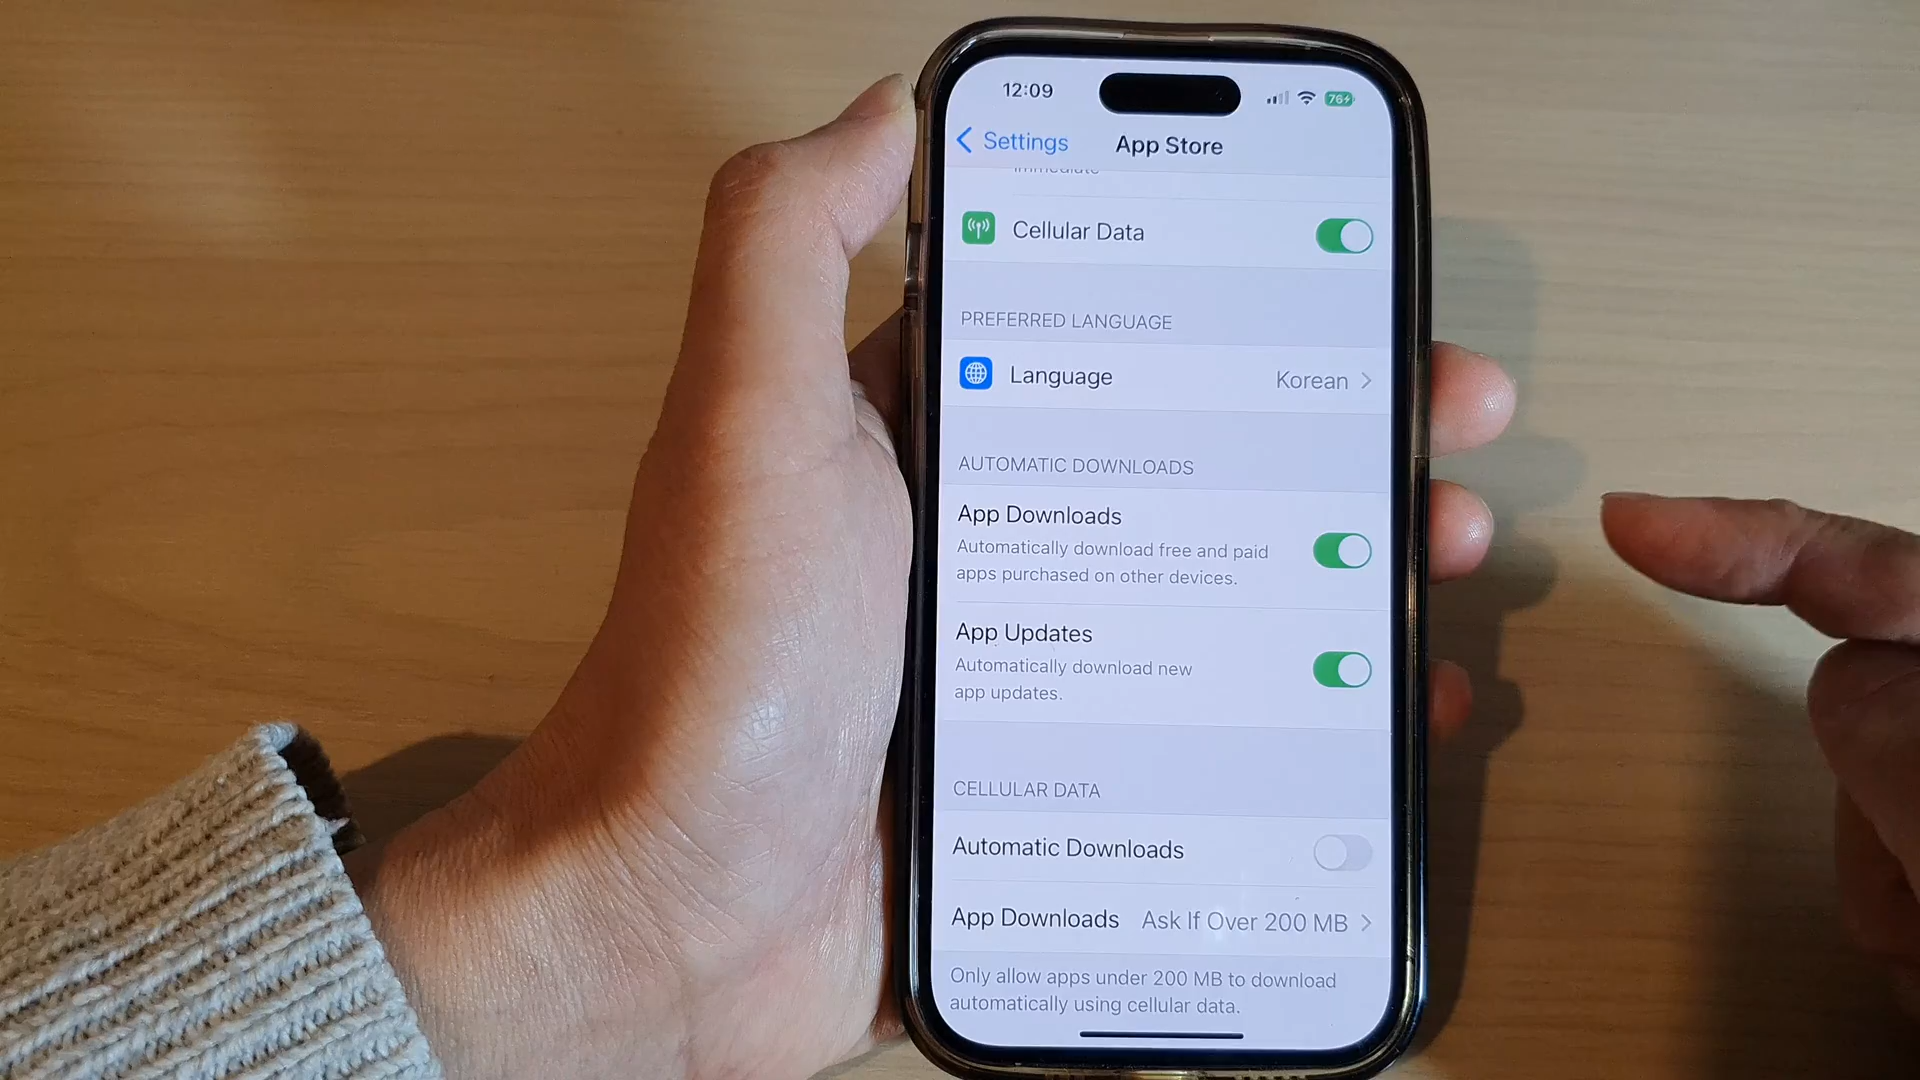 12:09
76
Settings
App Store
Immediate
Cellular Data
PREFERRED LANGUAGE
Language
Korean
AUTOMATIC DOWNLOADS
App Downloads
Automatically download free and paid
apps purchased on other devices.
App Updates
Automatically download new
app updates.
CELLULAR DATA
Automatic Downloads
App Downloads
Ask If Over 200 MB
Only allow apps under 200 MB to download
automatically using cellular data.